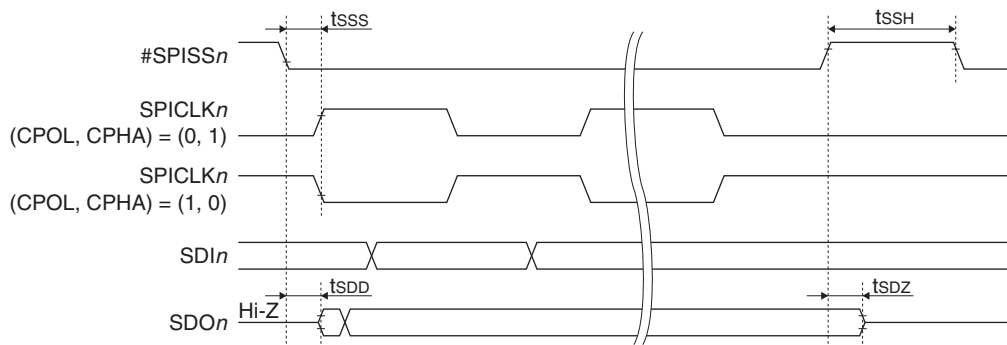 tSSS
tSSH
#SPISSn
SPICLKn
(CPOL, CPHA) = (0, 1)
SPICLKn
(CPOL, CPHA) = (1, 0)
SDIn
tSDD
tSDZ
Hi-Z
SDOn